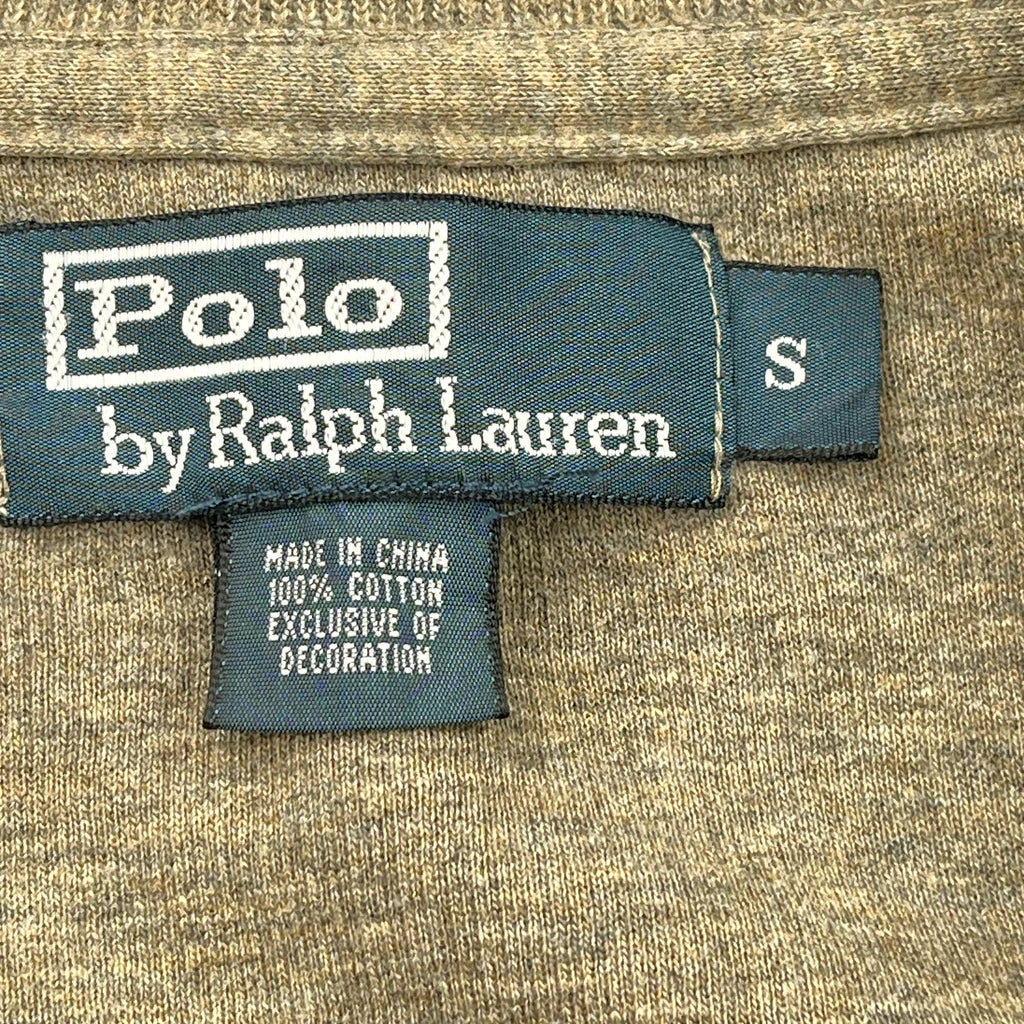 Polo
by Ralph Lauren
S
MADE IN CHINA
100% COTTON
EXCLUSIVE OF
DECORATION